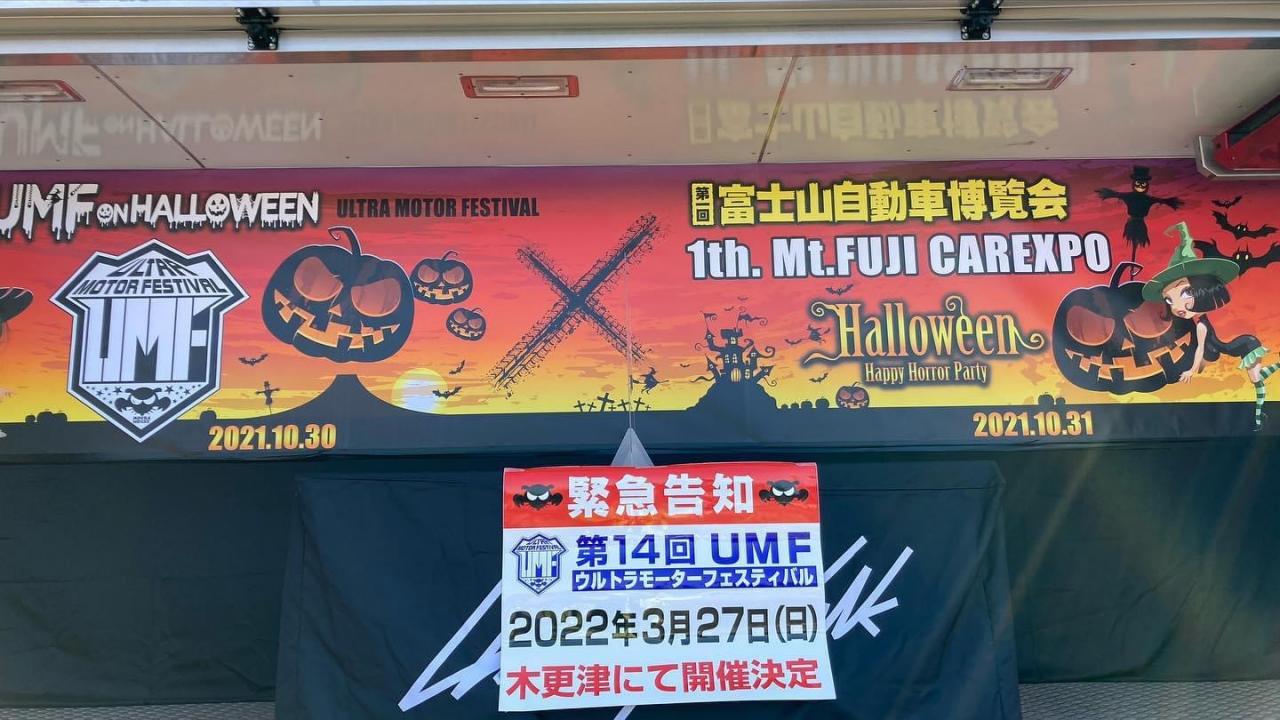 UMF ON HALLOWEEN
ULTRA MOTOR FESTIVAL
ULTRA
MOTOR FESTIVAL
UMF
2021.10.30
第一回 富士山自動車博覧会
1th. Mt.FUJI CAREXPO
Halloween
Happy Horror Party
2021.10.31
緊急告知
ULTRA
MOTOR FESTIVAL
UMF
第14回 UMF
ウルトラモーターフェスティバル
2022年3月27日(日)
木更津にて開催決定